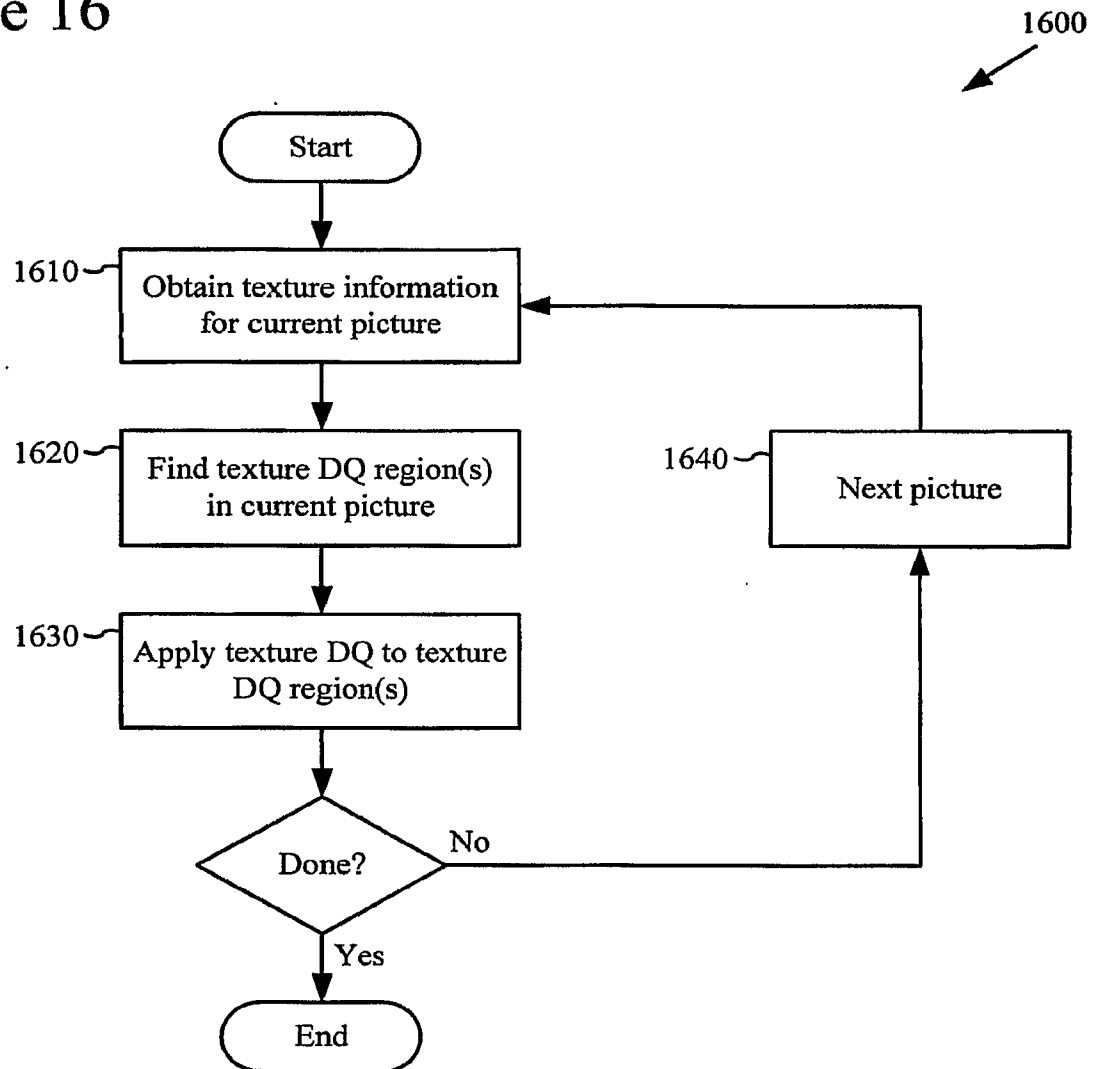 e 16
1600
Start
1610
Obtain texture information
for current picture
1620
Find texture DQ region(s)
in current picture
1640
Next picture
1630
Apply texture DQ to texture
DQ region(s)
Done?
No
Yes
End